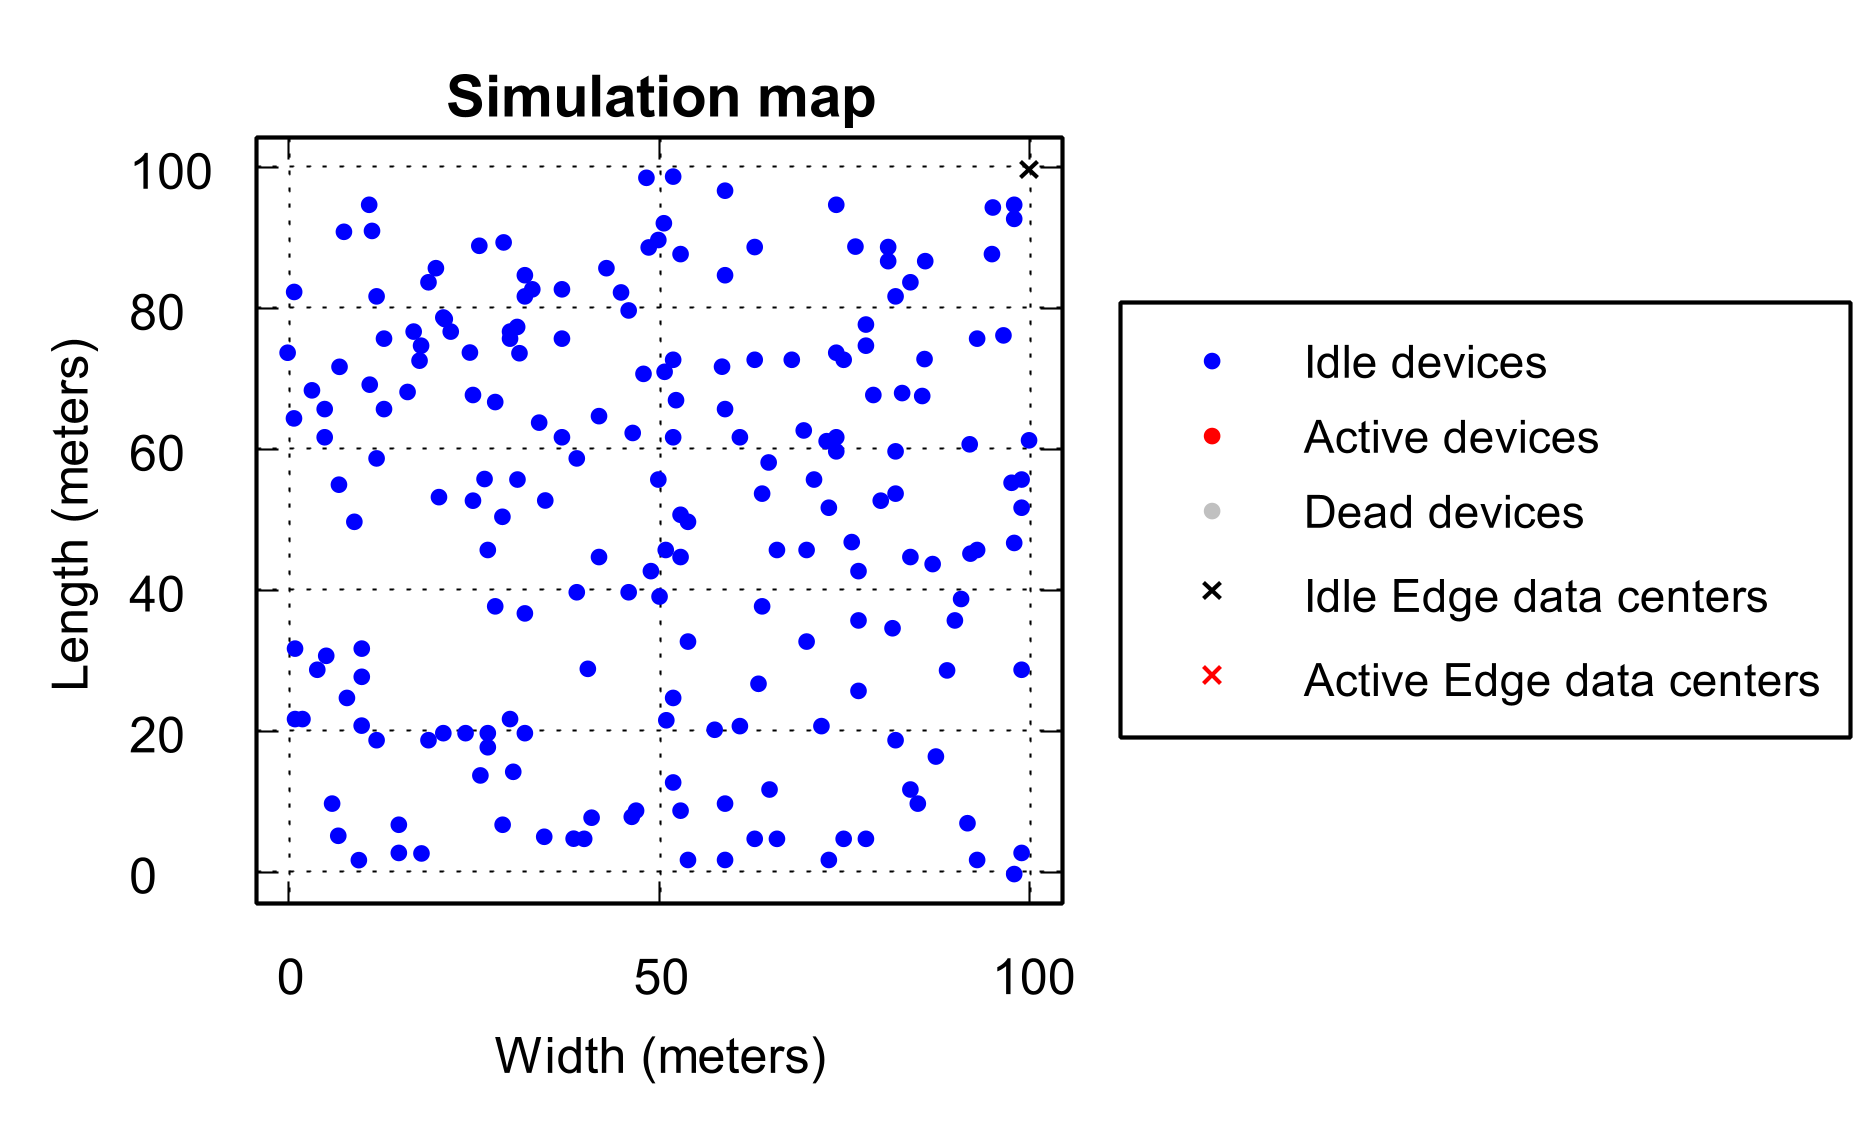 Simulation map
100
80
60
40
20
0
Length (meters)
0 50 100
Width (meters)
Idle devices
Active devices
Dead devices
Idle Edge data centers
Active Edge data centers